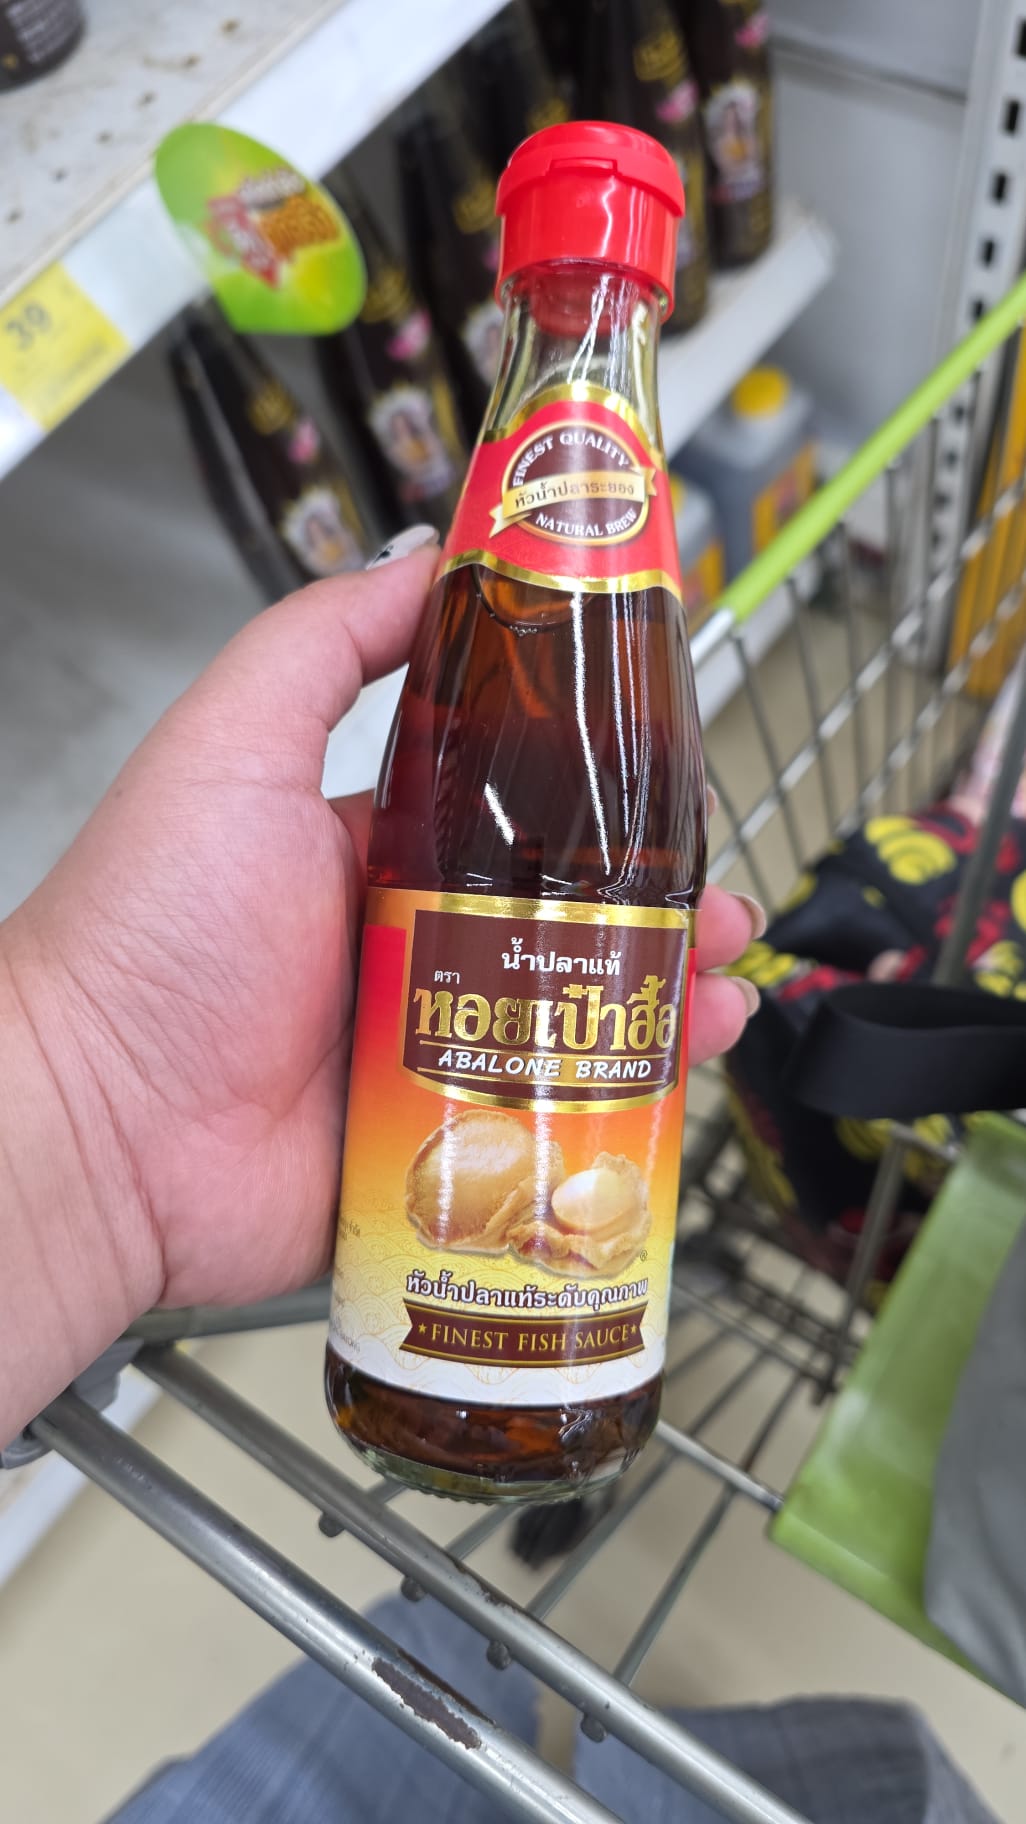 39
FINEST QUALITY
หัวน้ำปลาระยอง
NATURAL BREW
น้ำปลาแท้
ตรา
หอยเป๋าฮื้อ
ABALONE BRAND
หัวน้ำปลาแท้ระดับคุณภาพ
★FINEST FISH SAUCE★